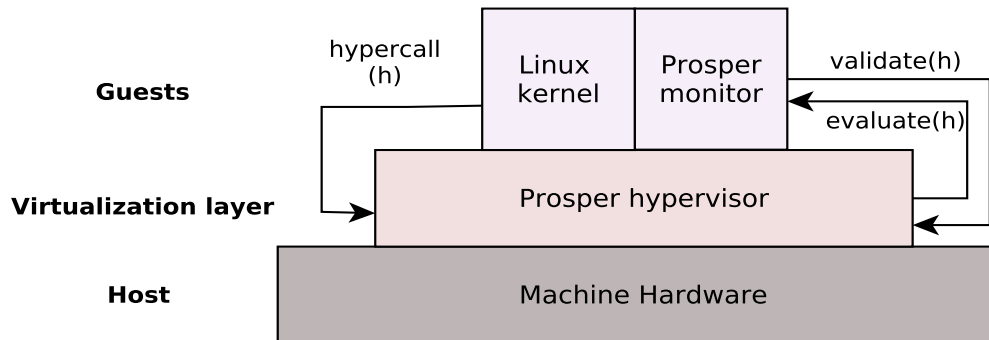 hypercall
(h)
Linux
kernel
Prosper
monitor
validate(h)
Guests
evaluate(h)
Virtualization layer
Prosper hypervisor
Host
Machine Hardware